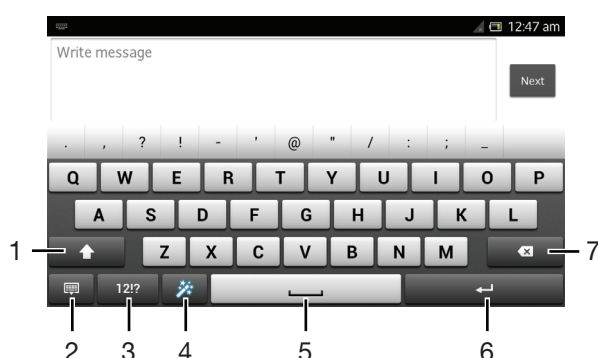 12:47 am
Write message
Next
. , ? ! - ' @ " / : ; _
Q W E R T Y U I O P
A S D F G H J K L
1 Z X C V B N M 7
12!?
2 3 4 5 6